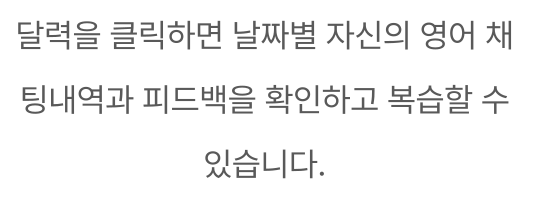 달력을 클릭하면 날짜별 자신의 영어 채
팅내역과 피드백을 확인하고 복습할 수
있습니다.